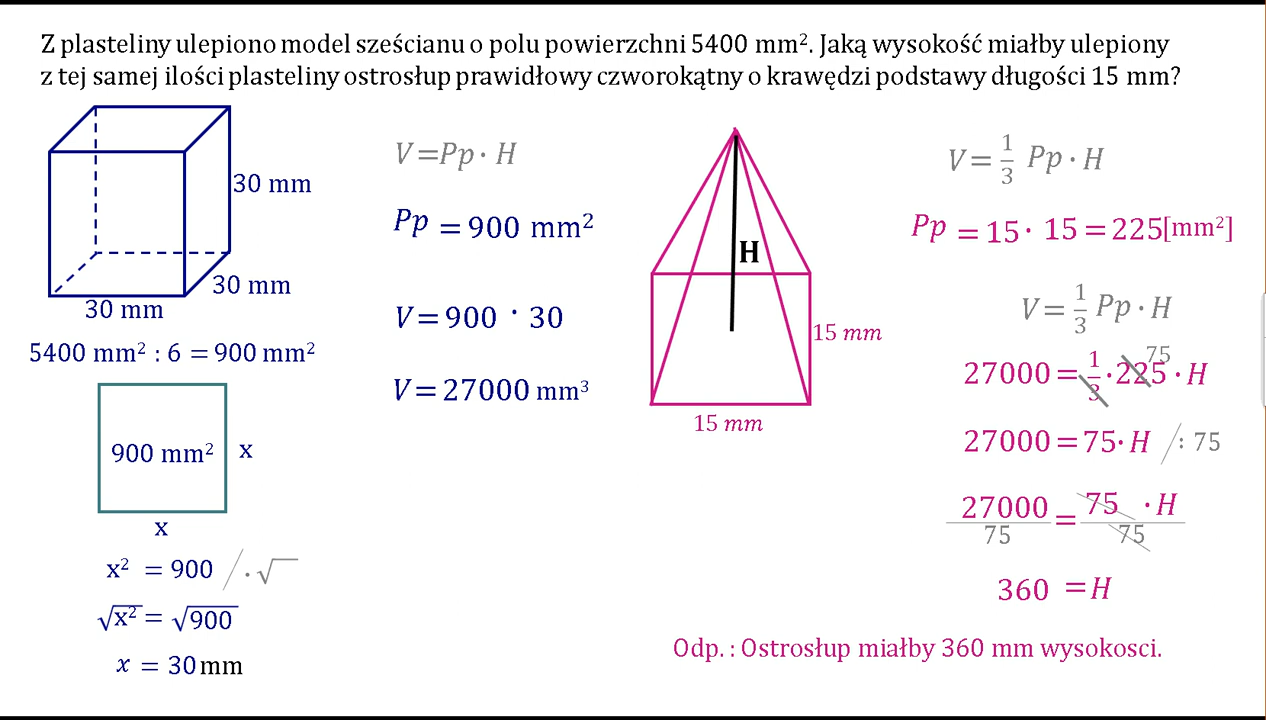 Z plasteliny ulepiono model sześcianu o polu powierzchni 5400 mm². Jaką wysokość miałby ulepiony
z tej samej ilości plasteliny ostrosłup prawidłowy czworokątny o krawędzi podstawy długości 15 mm?
30 mm
30 mm
30 mm
5400 mm² : 6 = 900 mm²
900 mm²
x
x
x² = 900 / · √
√x² = √900
x = 30 mm
V = Pp · H
Pp = 900 mm²
V = 900 · 30
V = 27000 mm³
H
15 mm
15 mm
V = 1/3 Pp · H
Pp = 15 · 15 = 225[mm²]
V = 1/3 Pp · H
75
27000 = 1/3 · 225 · H
27000 = 75 · H / : 75
27000/75 = 75 · H/75
360 = H
Odp. : Ostrosłup miałby 360 mm wysokosci.